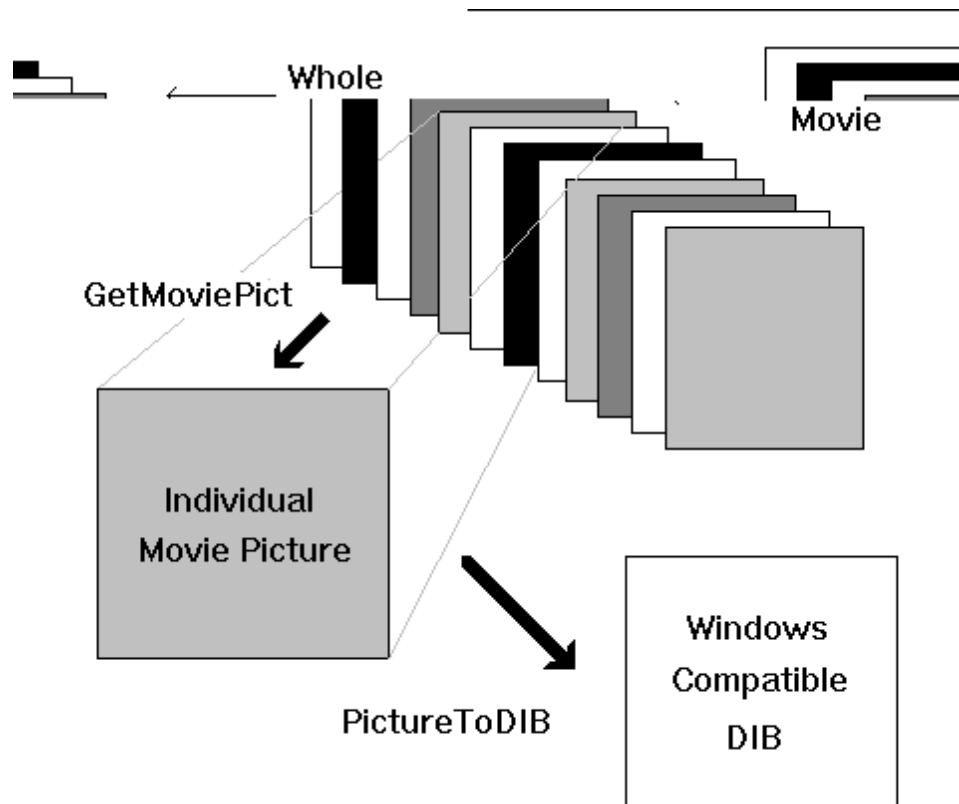 Whole
Movie
GetMoviePict
Individual
Movie Picture
Windows
Compatible
DIB
PictureToDIB